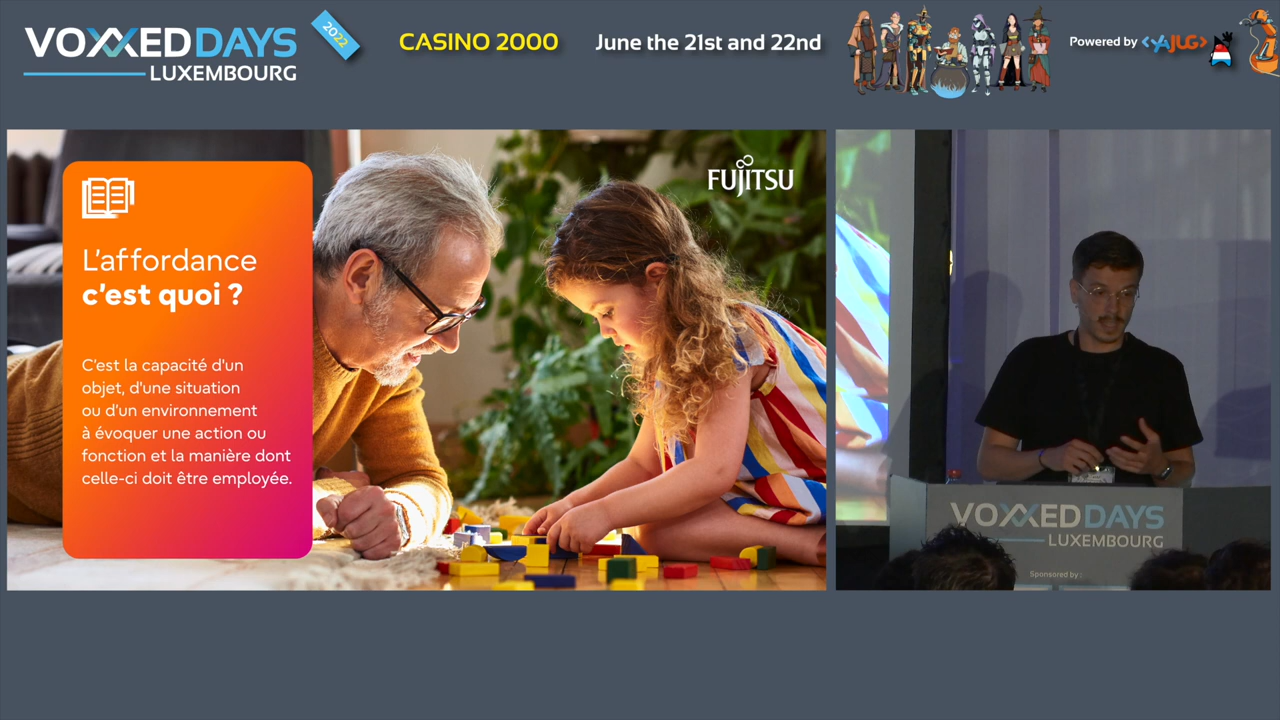 VOXXED DAYS
LUXEMBOURG
2022
CASINO 2000
June the 21st and 22nd
Powered by <YAJUG>
FUJITSU
L'affordance
c'est quoi ?
C'est la capacité d'un
objet, d'une situation
ou d'un environnement
à évoquer une action ou
fonction et la manière dont
celle-ci doit être employée.
VOXXED DAYS
LUXEMBOURG
Sponsored by :